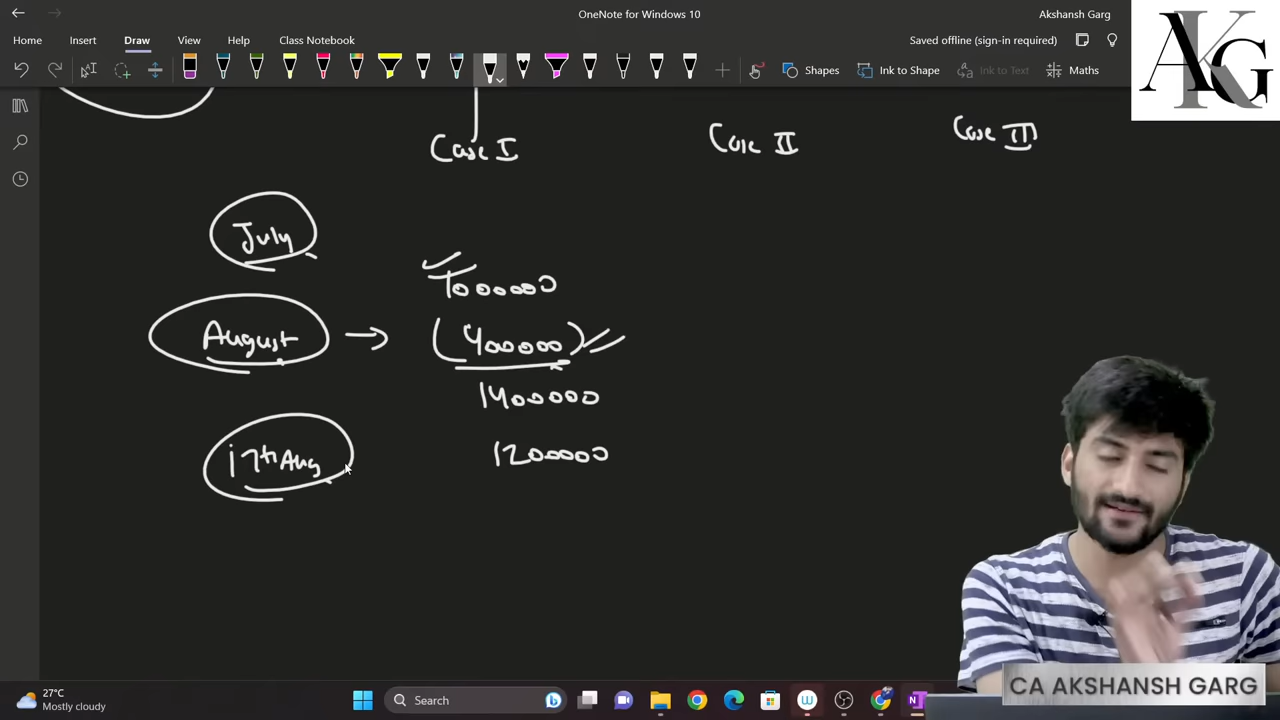 OneNote for Windows 10
Akshansh Garg
Home Insert Draw View Help Class Notebook
Saved offline (sign-in required)
Shapes Ink to Shape Ink to Text Maths
AKG
Case I
Case II
Case III
July
1000000
August → (400000)
1400000
17th Aug 1200000
CA AKSHANSH GARG
27°C
Mostly cloudy
Search